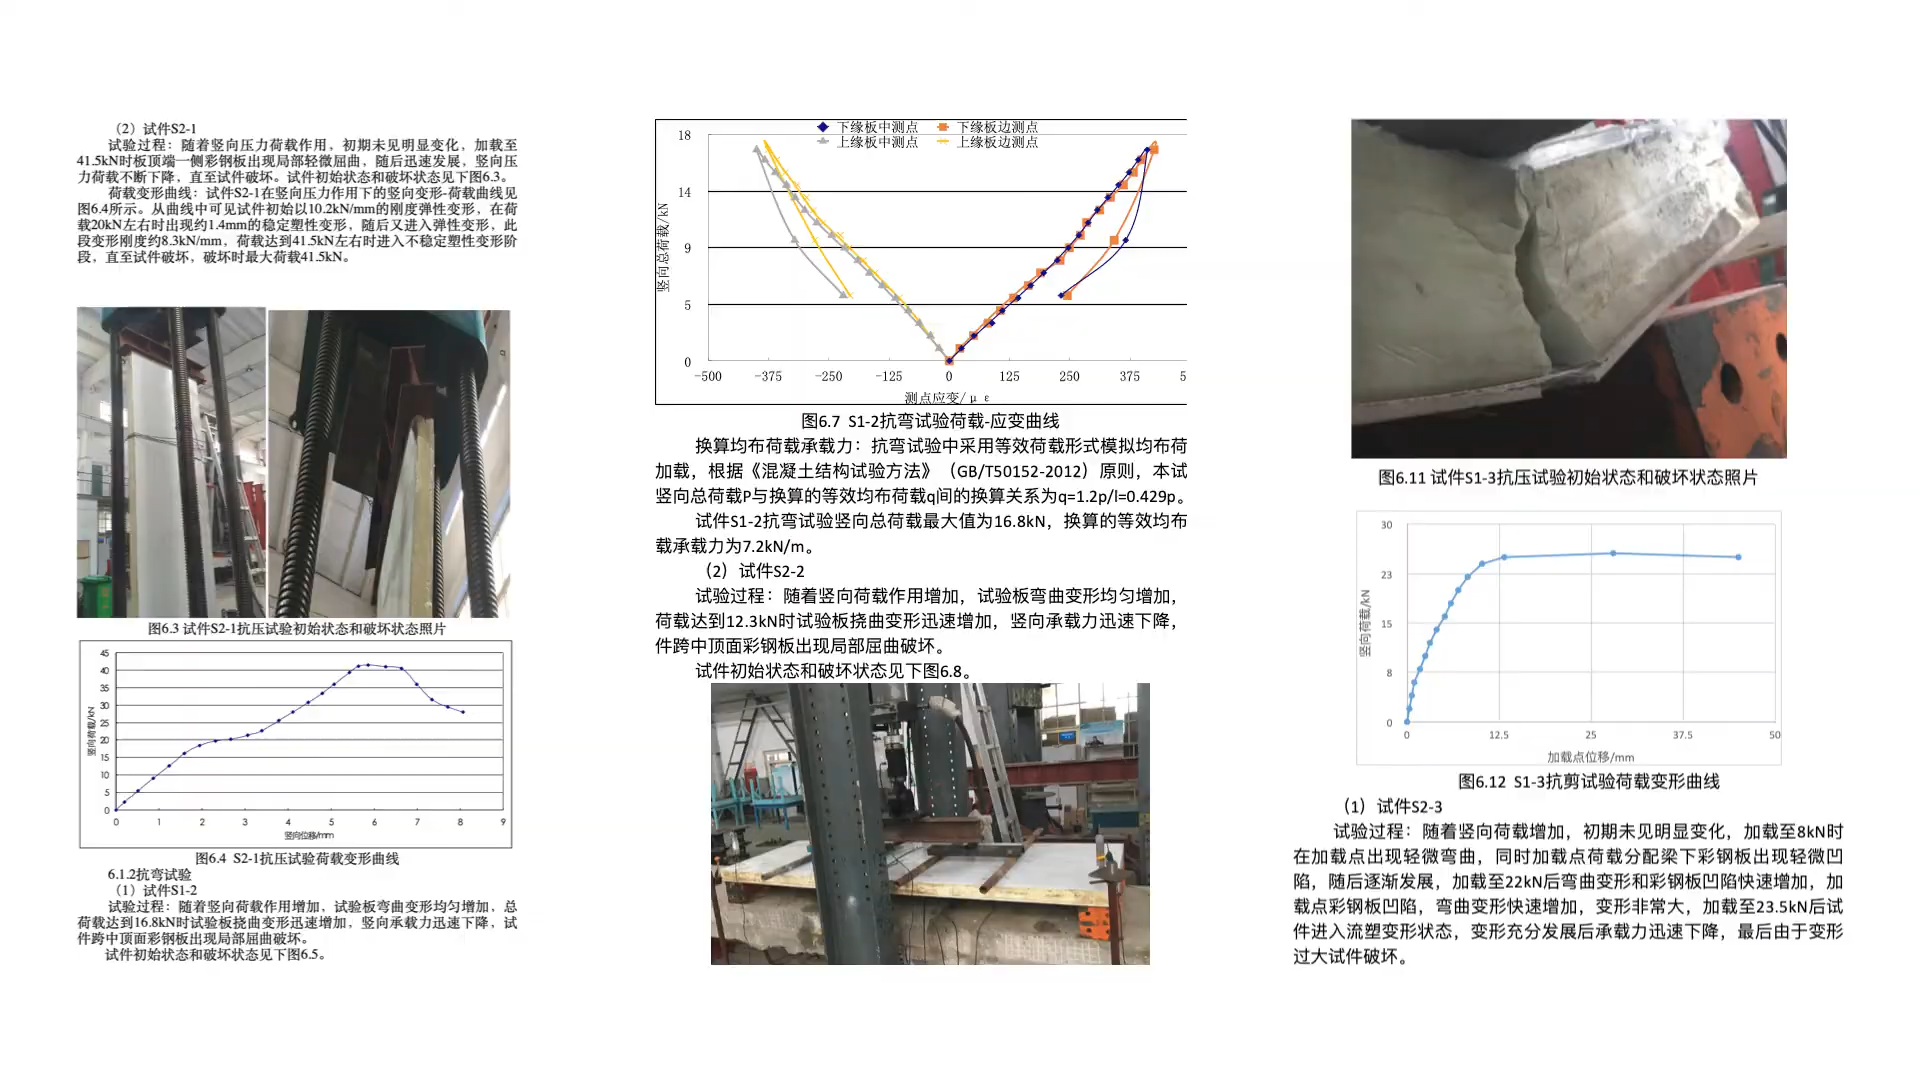 （2）试件S2-1
试验过程：随着竖向压力荷载作用，初期未见明显变化，加载至
41.5kN时板顶端一侧彩钢板出现局部轻微屈曲，随后迅速发展，竖向压
力荷载不断下降，直至试件破坏。试件初始状态和破坏状态见下图6.3。
荷载变形曲线：试件S2-1在竖向压力作用下的竖向变形-荷载曲线见
图6.4所示。从曲线中可见试件初始以10.2kN/mm的刚度弹性变形，在荷
载20kN左右时出现约1.4mm的稳定塑性变形，随后又进入弹性变形，此
段变形刚度约8.3kN/mm，荷载达到41.5kN左右时进入不稳定塑性变形阶
段，直至试件破坏，破坏时最大荷载41.5kN。
图6.3 试件S2-1抗压试验初始状态和破坏状态照片
45
40
35
30
25
20
15
10
5
0
竖向荷载/kN
0 1 2 3 4 5 6 7 8 9
竖向位移/mm
图6.4 S2-1抗压试验荷载变形曲线
6.1.2抗弯试验
（1）试件S1-2
试验过程：随着竖向荷载作用增加，试验板弯曲变形均匀增加，总
荷载达到16.8kN时试验板挠曲变形迅速增加，竖向承载力迅速下降，试
件跨中顶面彩钢板出现局部屈曲破坏。
试件初始状态和破坏状态见下图6.5。
下缘板中测点 下缘板边测点
上缘板中测点 上缘板边测点
18
14
9
5
0
竖向总荷载/kN
-500 -375 -250 -125 0 125 250 375 5
测点应变/με
图6.7 S1-2抗弯试验荷载-应变曲线
换算均布荷载承载力：抗弯试验中采用等效荷载形式模拟均布荷
加载，根据《混凝土结构试验方法》（GB/T50152-2012）原则，本试
竖向总荷载P与换算的等效均布荷载q间的换算关系为q=1.2p/l=0.429p。
试件S1-2抗弯试验竖向总荷载最大值为16.8kN，换算的等效均布
载承载力为7.2kN/m。
（2）试件S2-2
试验过程：随着竖向荷载作用增加，试验板弯曲变形均匀增加，
荷载达到12.3kN时试验板挠曲变形迅速增加，竖向承载力迅速下降，
件跨中顶面彩钢板出现局部屈曲破坏。
试件初始状态和破坏状态见下图6.8。
图6.11 试件S1-3抗压试验初始状态和破坏状态照片
30
23
15
8
0
竖向荷载/kN
0 12.5 25 37.5 50
加载点位移/mm
图6.12 S1-3抗剪试验荷载变形曲线
（1）试件S2-3
试验过程：随着竖向荷载增加，初期未见明显变化，加载至8kN时
在加载点出现轻微弯曲，同时加载点荷载分配梁下彩钢板出现轻微凹
陷，随后逐渐发展，加载至22kN后弯曲变形和彩钢板凹陷快速增加，加
载点彩钢板凹陷，弯曲变形快速增加，变形非常大，加载至23.5kN后试
件进入流塑变形状态，变形充分发展后承载力迅速下降，最后由于变形
过大试件破坏。